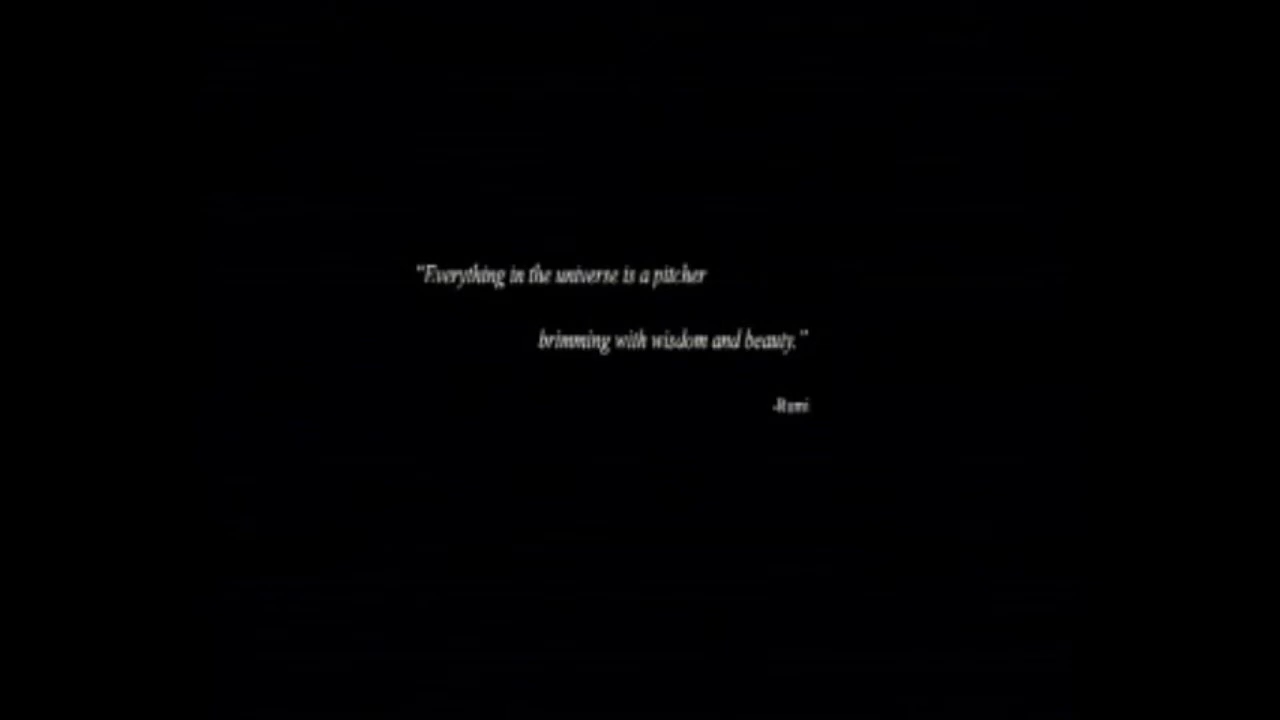 "Everything in the universe is a pitcher
brimming with wisdom and beauty."
-Rumi